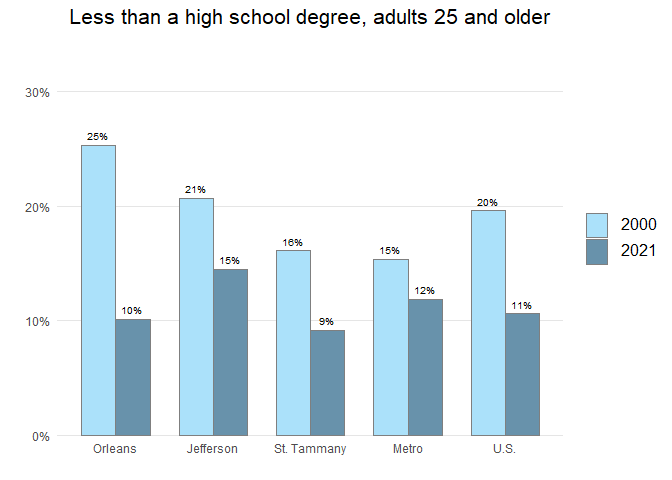 Less than a high school degree, adults 25 and older
30%
20%
10%
0%
25%
10%
21%
15%
16%
9%
15%
12%
20%
11%
Orleans
Jefferson
St. Tammany
Metro
U.S.
2000
2021